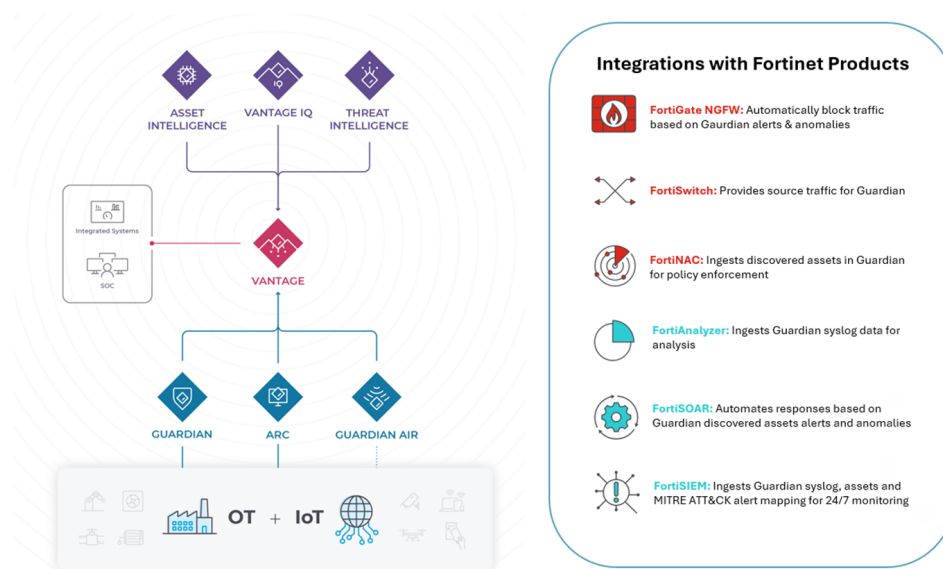 ASSET
INTELLIGENCE
VANTAGE IQ
IQ
THREAT
INTELLIGENCE
Integrated Systems
SOC
VANTAGE
GUARDIAN
ARC
GUARDIAN AIR
OT + IoT
Integrations with Fortinet Products
FortiGate NGFW: Automatically block traffic
based on Gaurdian alerts & anomalies
FortiSwitch: Provides source traffic for Guardian
FortiNAC: Ingests discovered assets in Guardian
for policy enforcement
FortiAnalyzer: Ingests Guardian syslog data for
analysis
FortiSOAR: Automates responses based on
Guardian discovered assets alerts and anomalies
FortiSIEM: Ingests Guardian syslog, assets and
MITRE ATT&CK alert mapping for 24/7 monitoring